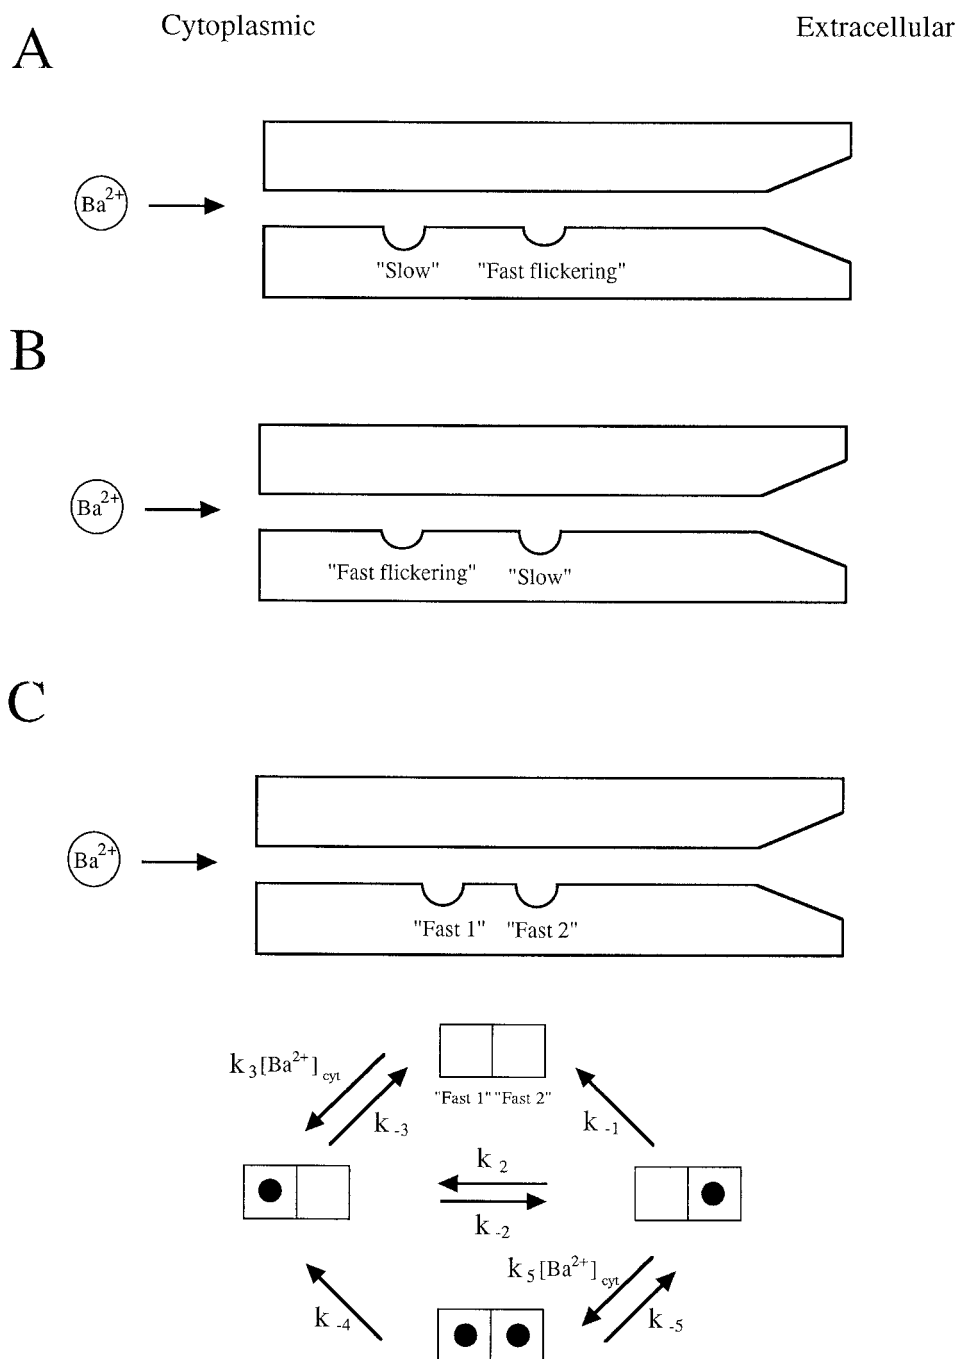 Cytoplasmic Extracellular
A
Ba2+
"Slow" "Fast flickering"
B
Ba2+
"Fast flickering" "Slow"
C
Ba2+
"Fast 1" "Fast 2"
k3[Ba2+]cyt
"Fast 1" "Fast 2"
k-3 k-1
k2
k-2
k5[Ba2+]cyt
k-4 k-5